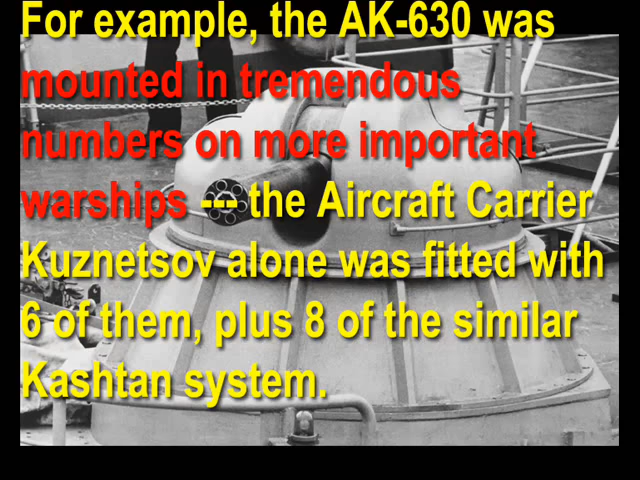 For example, the AK-630 was
mounted in tremendous
numbers on more important
warships --- the Aircraft Carrier
Kuznetsov alone was fitted with
6 of them, plus 8 of the similar
Kashtan system.